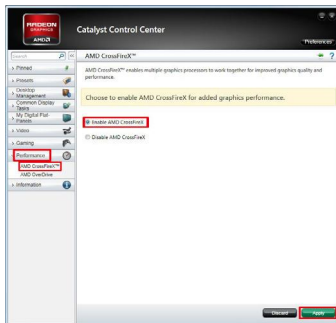 RADEON
GRAPHICS
AMD
Catalyst Control Center
Preferences
Search
AMD CrossFireX™
Pinned
Presets
Desktop
Management
Common Display
Tasks
My Digital Flat-
Panels
Video
Gaming
Performance
AMD CrossFireX™
AMD OverDrive
Information
AMD CrossFireX™ enables multiple graphics processors to work together for improved graphics quality and
performance.
Choose to enable AMD CrossFireX for added graphics performance.
Enable AMD CrossFireX
Disable AMD CrossFireX
Discard
Apply